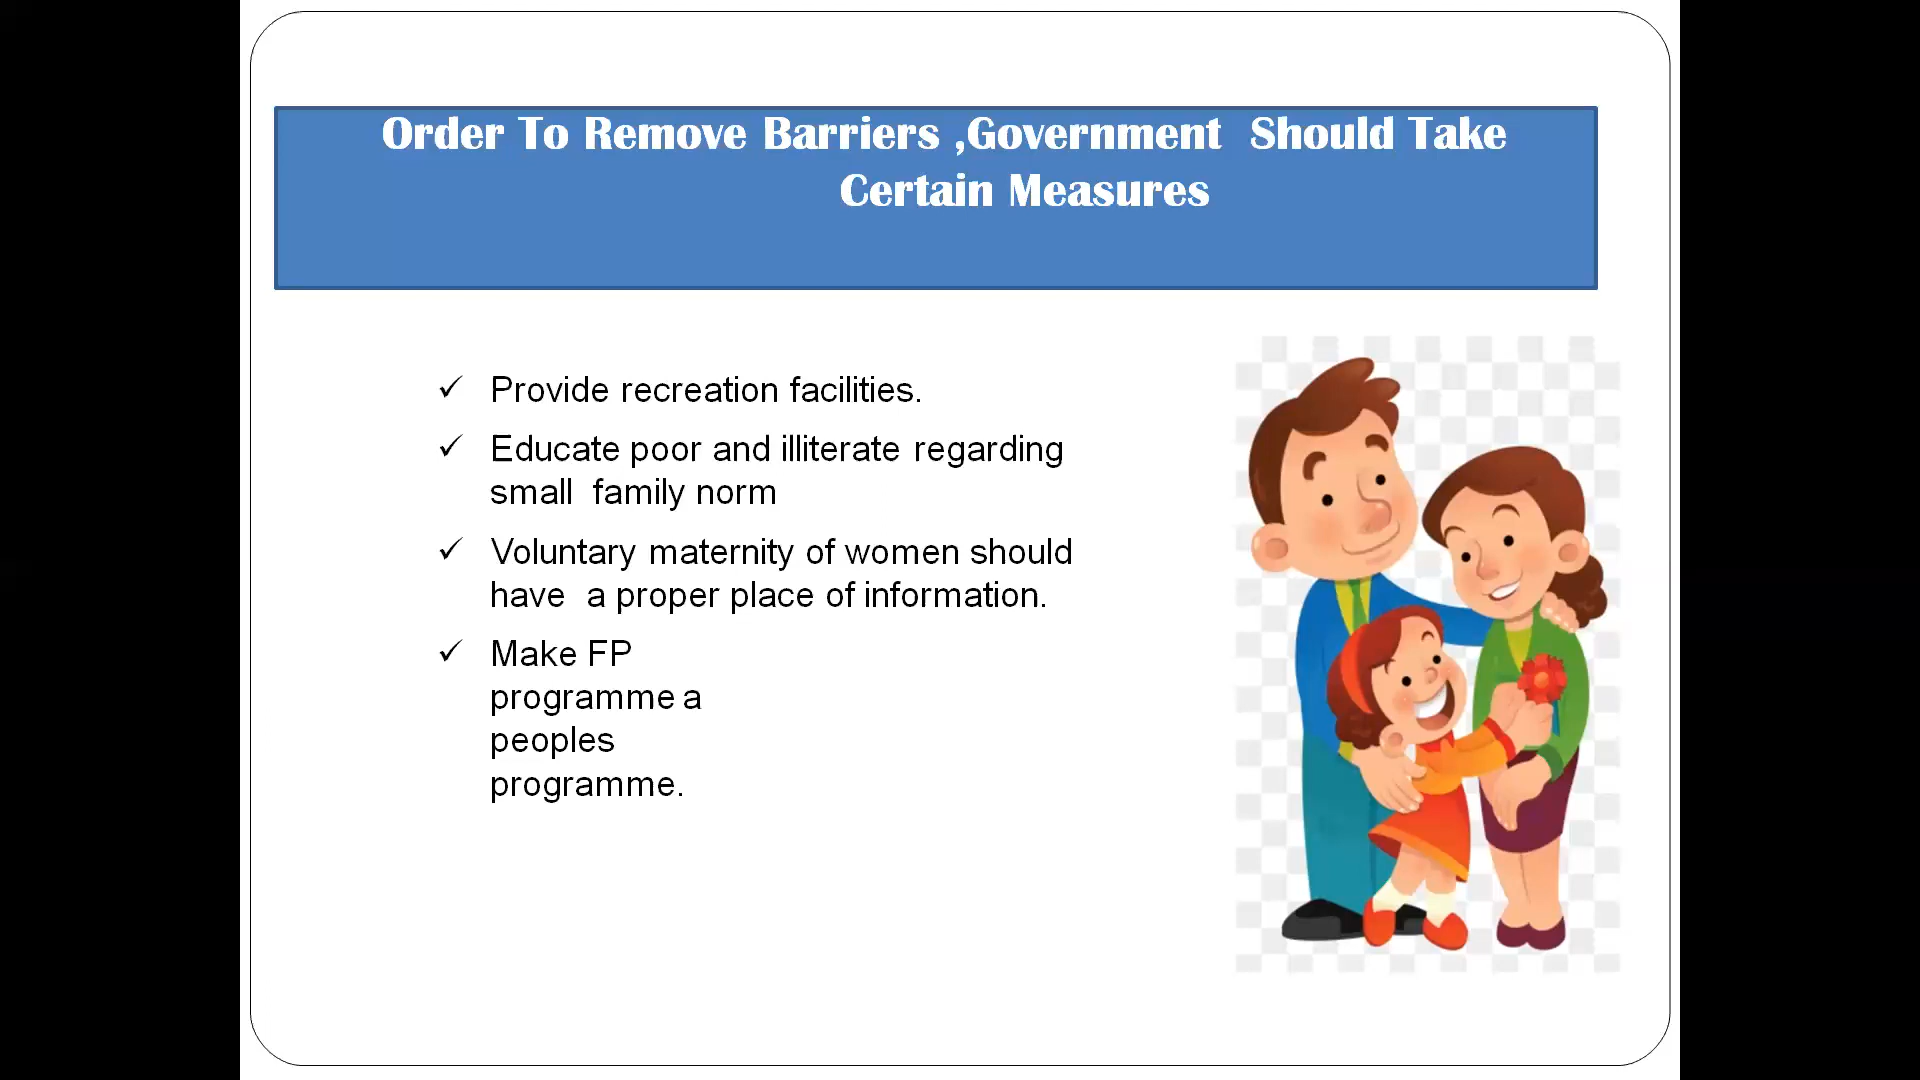 Order To Remove Barriers ,Government  Should Take
Certain Measures
✓ Provide recreation facilities.
✓ Educate poor and illiterate regarding
small  family norm
✓ Voluntary maternity of women should
have  a proper place of information.
✓ Make FP
programme a
peoples
programme.